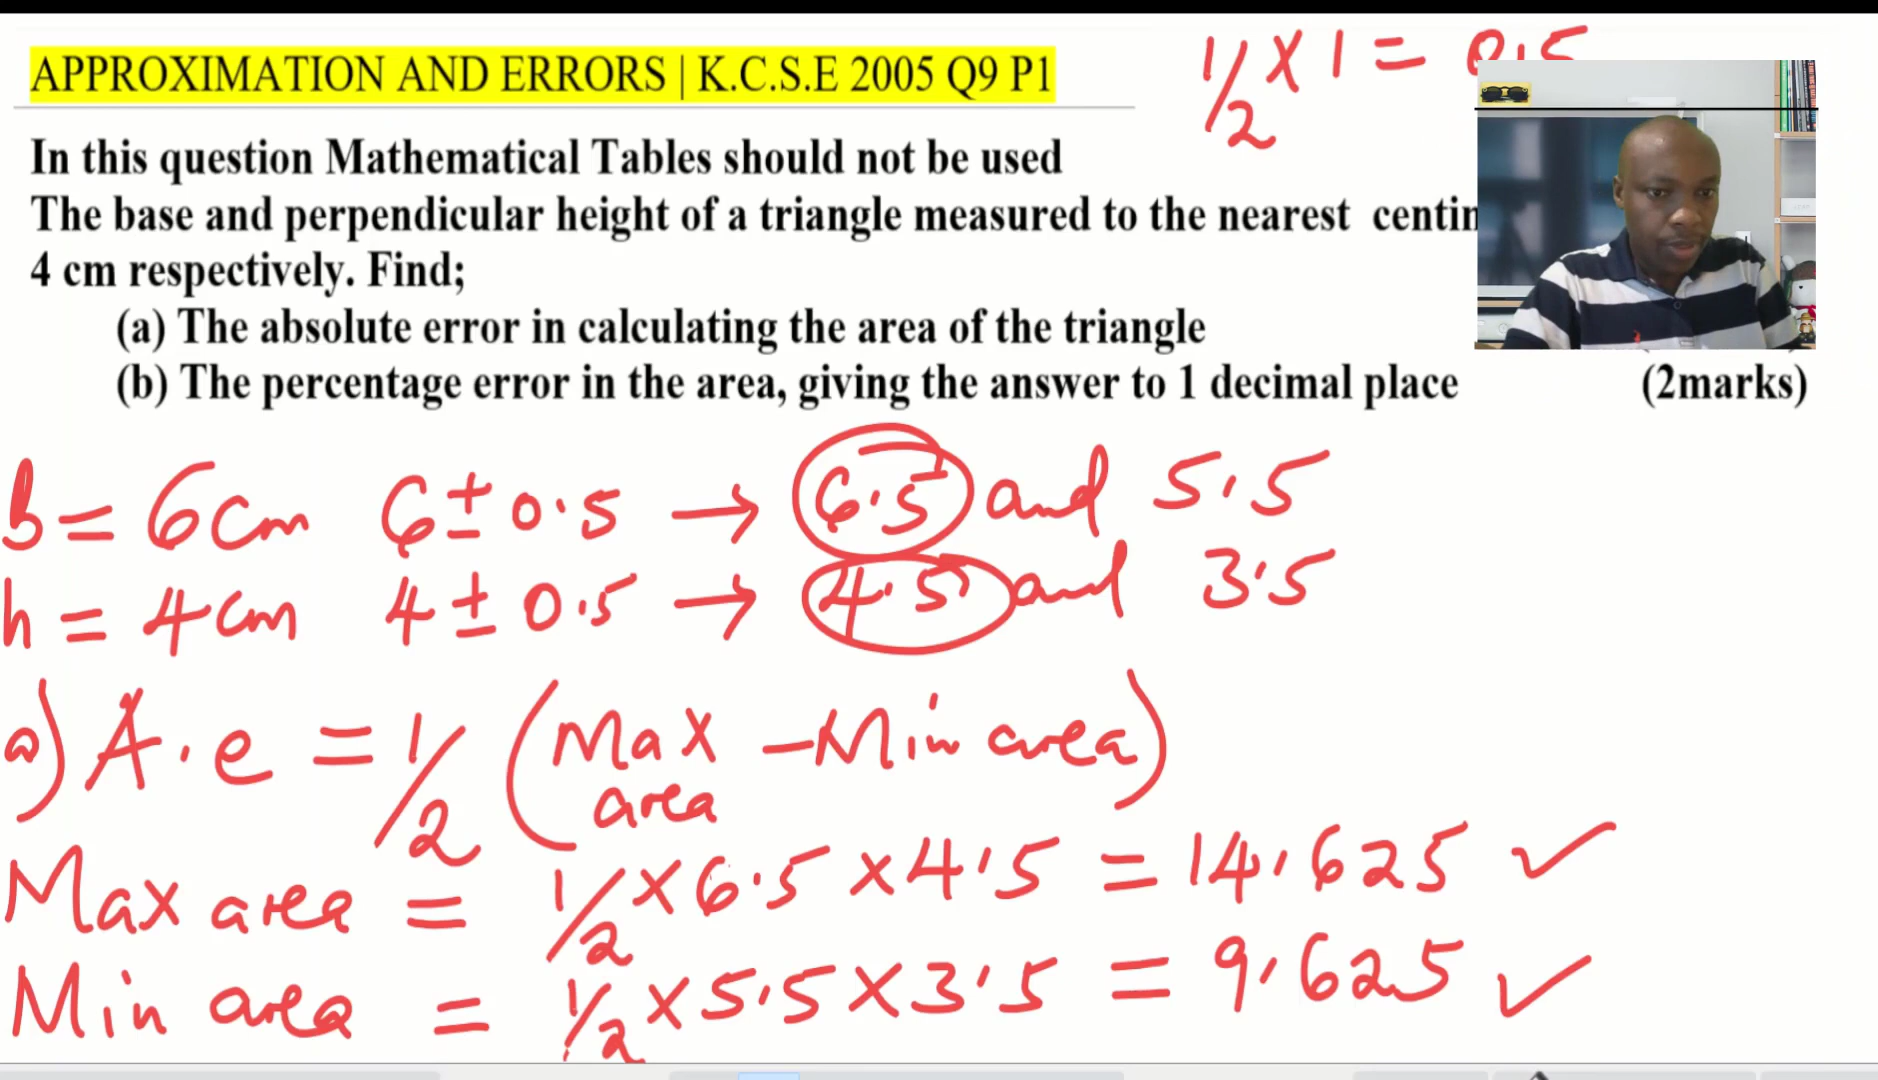 APPROXIMATION AND ERRORS | K.C.S.E 2005 Q9 P1
1/2 × 1 = 0.5
In this question Mathematical Tables should not be used
The base and perpendicular height of a triangle measured to the nearest
4 cm respectively. Find;
(a) The absolute error in calculating the area of the triangle
(b) The percentage error in the area, giving the answer to 1 decimal place (2marks)
b = 6cm 6 ± 0.5 → 6.5 and 5.5
h = 4cm 4 ± 0.5 → 4.5 and 3.5
a) A.e = 1/2 (Max area - Min area)
Max area = 1/2 × 6.5 × 4.5 = 14.625 ✓
Min area = 1/2 × 5.5 × 3.5 = 9.625 ✓